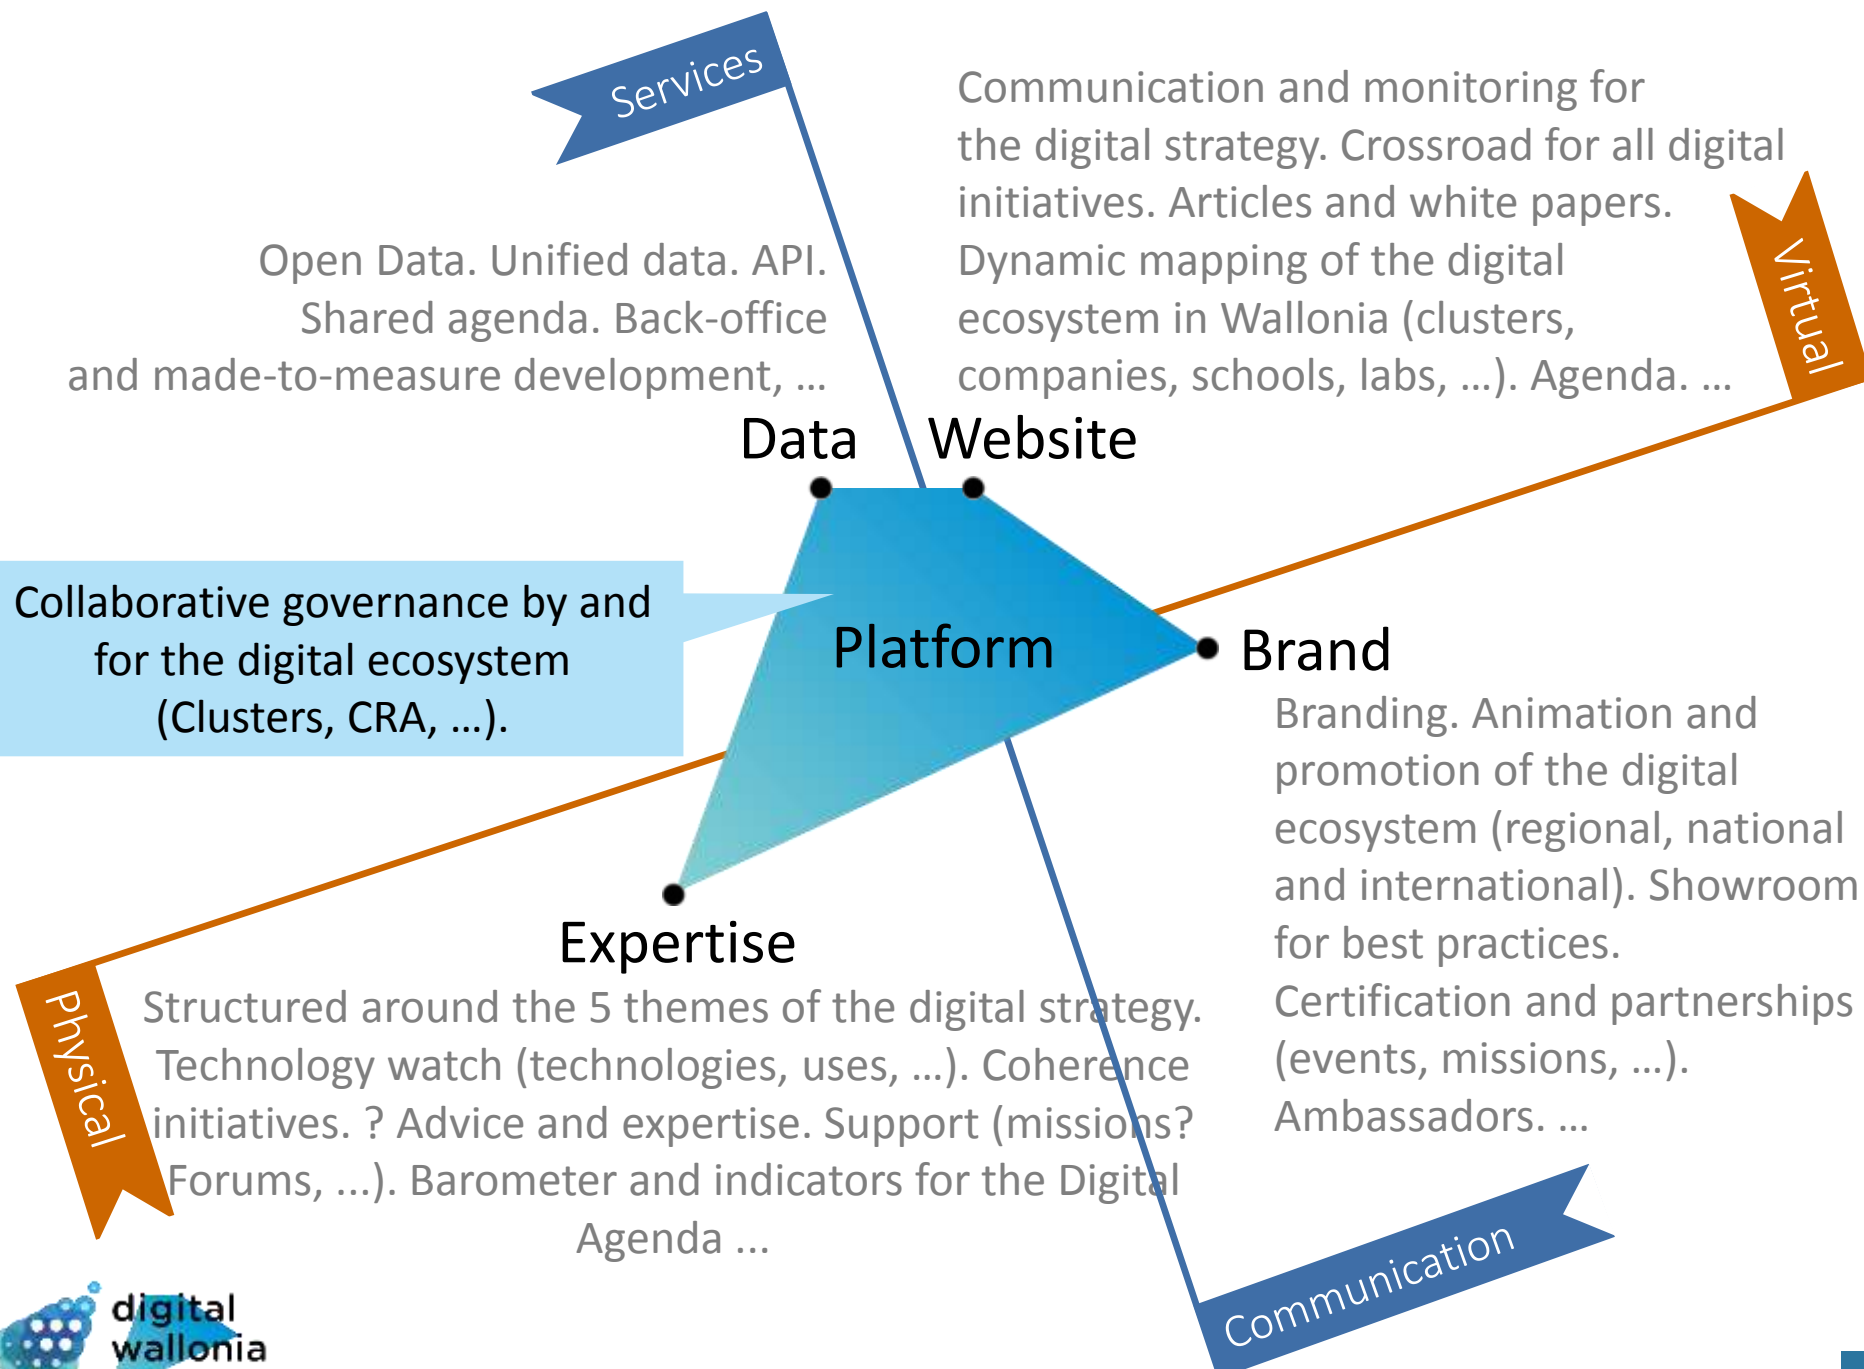 Services
Communication and monitoring for
the digital strategy. Crossroad for all digital
initiatives. Articles and white papers.
Dynamic mapping of the digital
ecosystem in Wallonia (clusters,
companies, schools, labs, ...). Agenda. ...
Virtual
Open Data. Unified data. API.
Shared agenda. Back-office
and made-to-measure development, ...
Data
Website
Collaborative governance by and
for the digital ecosystem
(Clusters, CRA, ...).
Platform
Brand
Branding. Animation and
promotion of the digital
ecosystem (regional, national
and international). Showroom
for best practices.
Certification and partnerships
(events, missions, ...).
Ambassadors. ...
Expertise
Physical
Structured around the 5 themes of the digital strategy.
Technology watch (technologies, uses, ...). Coherence
initiatives. ? Advice and expertise. Support (missions?
Forums, ...). Barometer and indicators for the Digital
Agenda ...
Communication
digital
wallonia